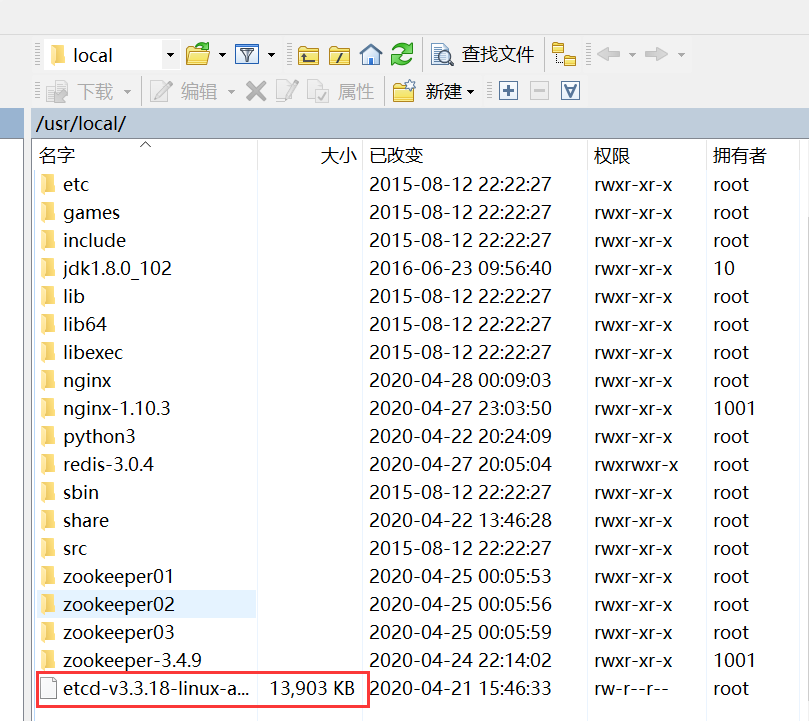 local
查找文件
下载 编辑 属性 新建
/usr/local/
名字 大小 已改变 权限 拥有者
etc 2015-08-12 22:22:27 rwxr-xr-x root
games 2015-08-12 22:22:27 rwxr-xr-x root
include 2015-08-12 22:22:27 rwxr-xr-x root
jdk1.8.0_102 2016-06-23 09:56:40 rwxr-xr-x 10
lib 2015-08-12 22:22:27 rwxr-xr-x root
lib64 2015-08-12 22:22:27 rwxr-xr-x root
libexec 2015-08-12 22:22:27 rwxr-xr-x root
nginx 2020-04-28 00:09:03 rwxr-xr-x root
nginx-1.10.3 2020-04-27 23:03:50 rwxr-xr-x 1001
python3 2020-04-22 20:24:09 rwxr-xr-x root
redis-3.0.4 2020-04-27 20:05:04 rwxrwxr-x root
sbin 2015-08-12 22:22:27 rwxr-xr-x root
share 2020-04-22 13:46:28 rwxr-xr-x root
src 2015-08-12 22:22:27 rwxr-xr-x root
zookeeper01 2020-04-25 00:05:53 rwxr-xr-x root
zookeeper02 2020-04-25 00:05:56 rwxr-xr-x root
zookeeper03 2020-04-25 00:05:59 rwxr-xr-x root
zookeeper-3.4.9 2020-04-24 22:14:02 rwxr-xr-x 1001
etcd-v3.3.18-linux-a... 13,903 KB 2020-04-21 15:46:33 rw-r--r-- root